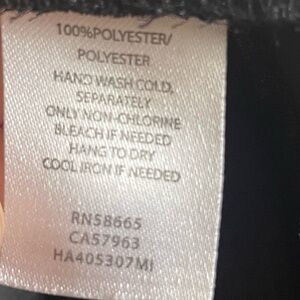 100%POLYESTER/
POLYESTER
HAND WASH COLD,
SEPARATELY
ONLY NON-CHLORINE
BLEACH IF NEEDED
HANG TO DRY
COOL IRON IF NEEDED
RN58665
CA57963
HA405307MI